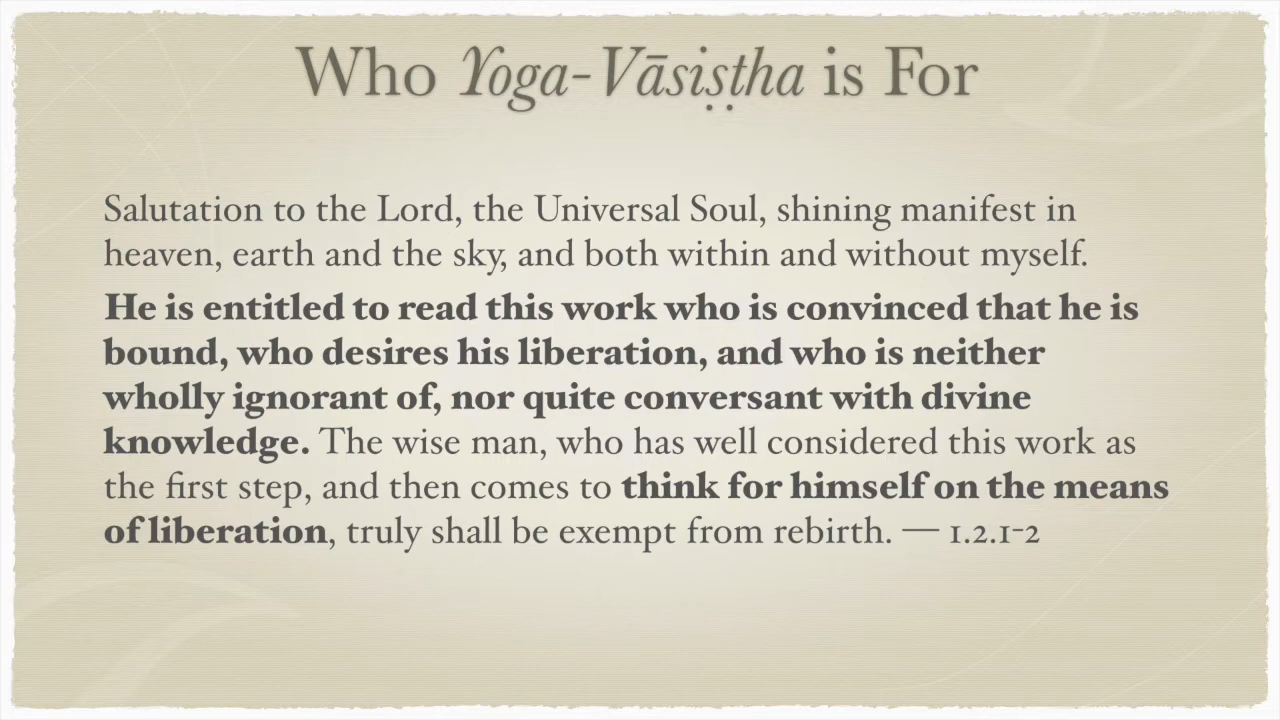 Who Yoga-Vāsiṣṭha is For
Salutation to the Lord, the Universal Soul, shining manifest in
heaven, earth and the sky, and both within and without myself.
He is entitled to read this work who is convinced that he is
bound, who desires his liberation, and who is neither
wholly ignorant of, nor quite conversant with divine
knowledge. The wise man, who has well considered this work as
the first step, and then comes to think for himself on the means
of liberation, truly shall be exempt from rebirth. — 1.2.1-2